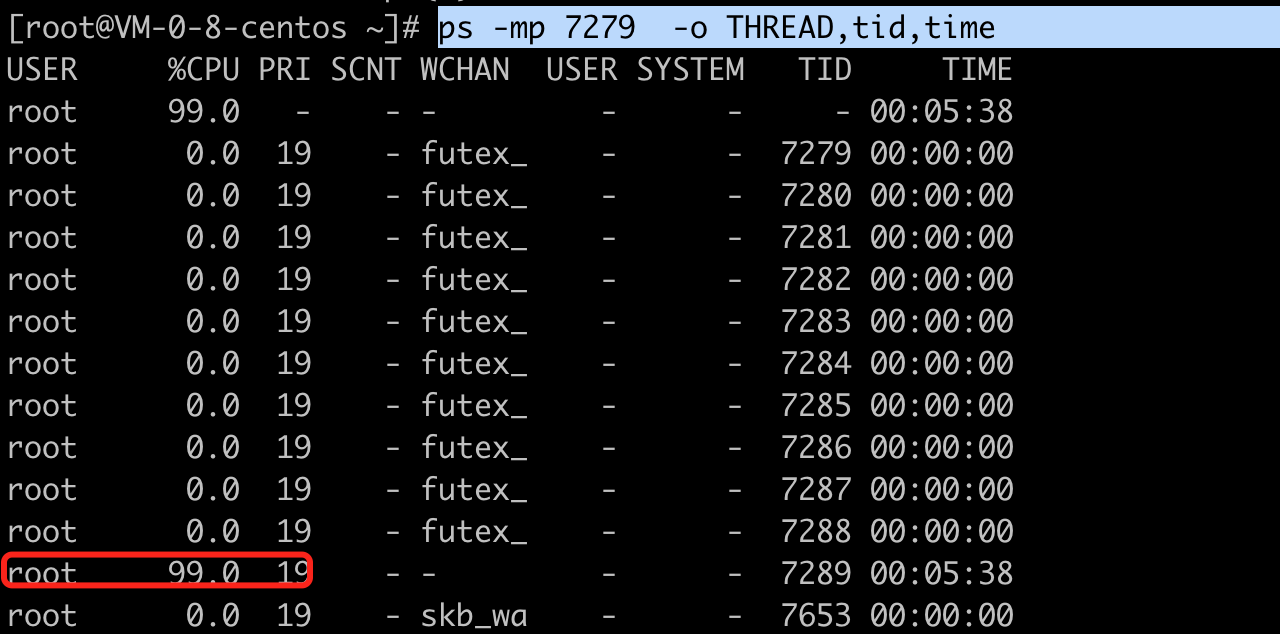 [root@VM-0-8-centos ~]# ps -mp 7279  -o THREAD,tid,time
USER     %CPU PRI SCNT WCHAN  USER SYSTEM   TID     TIME
root     99.0   -    - -         -      -     - 00:05:38
root      0.0  19    - futex_    -      -  7279 00:00:00
root      0.0  19    - futex_    -      -  7280 00:00:00
root      0.0  19    - futex_    -      -  7281 00:00:00
root      0.0  19    - futex_    -      -  7282 00:00:00
root      0.0  19    - futex_    -      -  7283 00:00:00
root      0.0  19    - futex_    -      -  7284 00:00:00
root      0.0  19    - futex_    -      -  7285 00:00:00
root      0.0  19    - futex_    -      -  7286 00:00:00
root      0.0  19    - futex_    -      -  7287 00:00:00
root      0.0  19    - futex_    -      -  7288 00:00:00
root     99.0  19    - -         -      -  7289 00:05:38
root      0.0  19    - skb_wa    -      -  7653 00:00:00